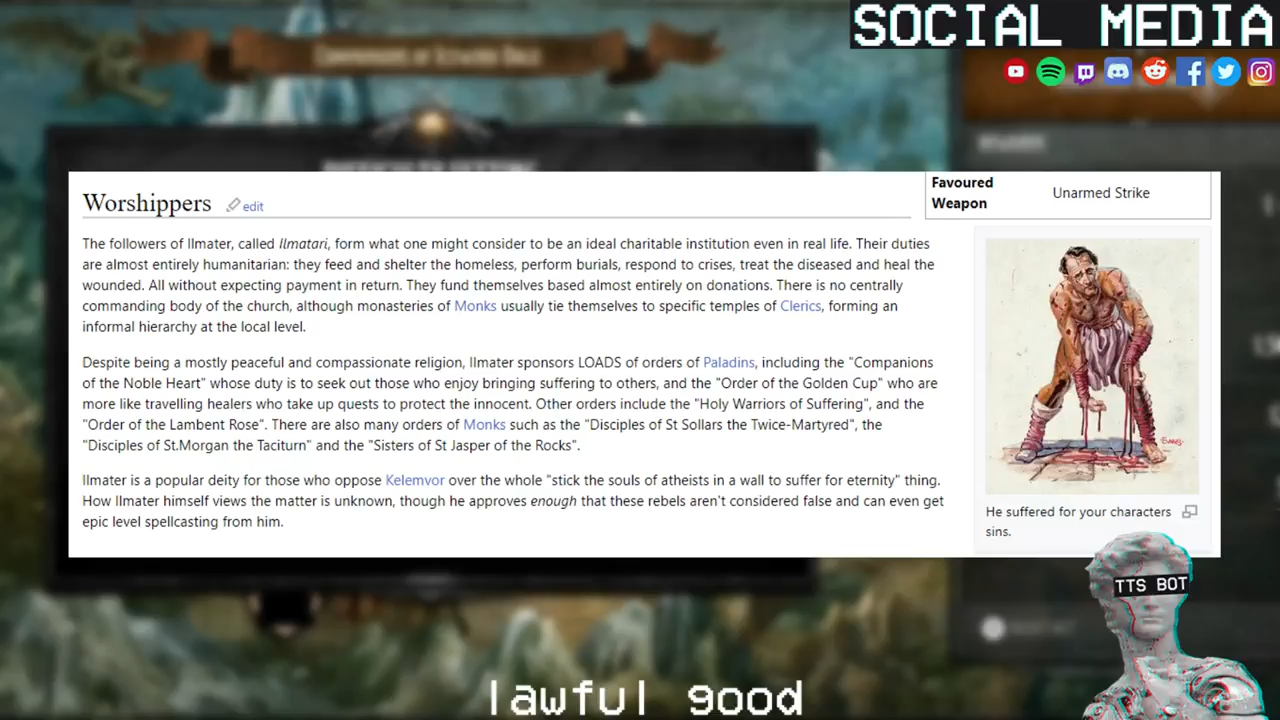 SOCIAL MEDIA
Worshippers edit
Favoured
Weapon
Unarmed Strike
The followers of Ilmater, called Ilmatari, form what one might consider to be an ideal charitable institution even in real life. Their duties
are almost entirely humanitarian: they feed and shelter the homeless, perform burials, respond to crises, treat the diseased and heal the
wounded. All without expecting payment in return. They fund themselves based almost entirely on donations. There is no centrally
commanding body of the church, although monasteries of Monks usually tie themselves to specific temples of Clerics, forming an
informal hierarchy at the local level.
Despite being a mostly peaceful and compassionate religion, Ilmater sponsors LOADS of orders of Paladins, including the "Companions
of the Noble Heart" whose duty is to seek out those who enjoy bringing suffering to others, and the "Order of the Golden Cup" who are
more like travelling healers who take up quests to protect the innocent. Other orders include the "Holy Warriors of Suffering", and the
"Order of the Lambent Rose". There are also many orders of Monks such as the "Disciples of St Sollars the Twice-Martyred", the
"Disciples of St.Morgan the Taciturn" and the "Sisters of St Jasper of the Rocks".
Ilmater is a popular deity for those who oppose Kelemvor over the whole "stick the souls of atheists in a wall to suffer for eternity" thing.
How Ilmater himself views the matter is unknown, though he approves enough that these rebels aren't considered false and can even get
epic level spellcasting from him.
He suffered for your characters
sins.
TTS BOT
lawful good